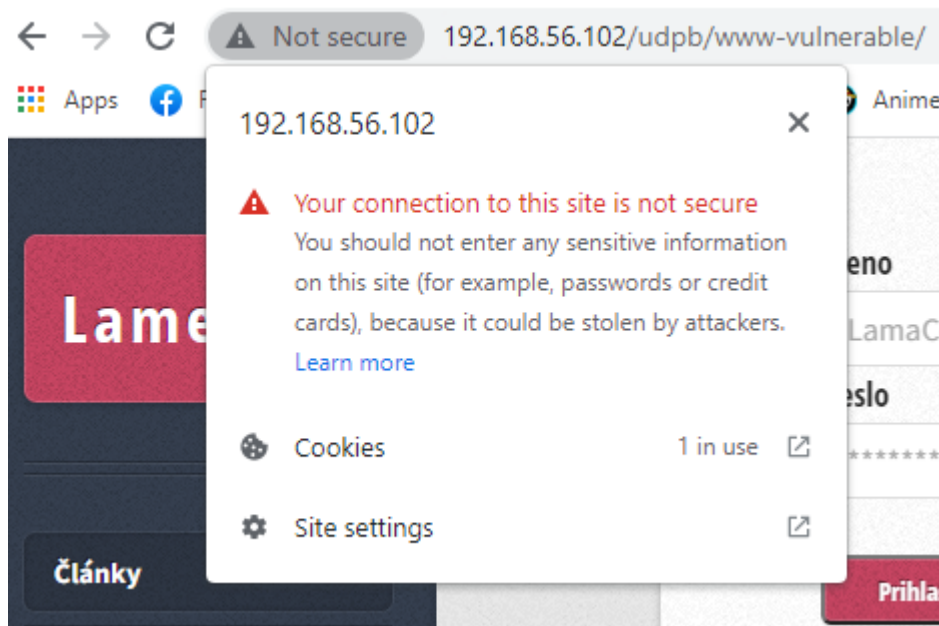 Not secure 192.168.56.102/udpb/www-vulnerable/
Apps Anime
192.168.56.102
Your connection to this site is not secure
You should not enter any sensitive information
on this site (for example, passwords or credit
cards), because it could be stolen by attackers.
Learn more
Cookies 1 in use
Site settings
Lame
Články
eno
LamaC
eslo
*******
Prihla